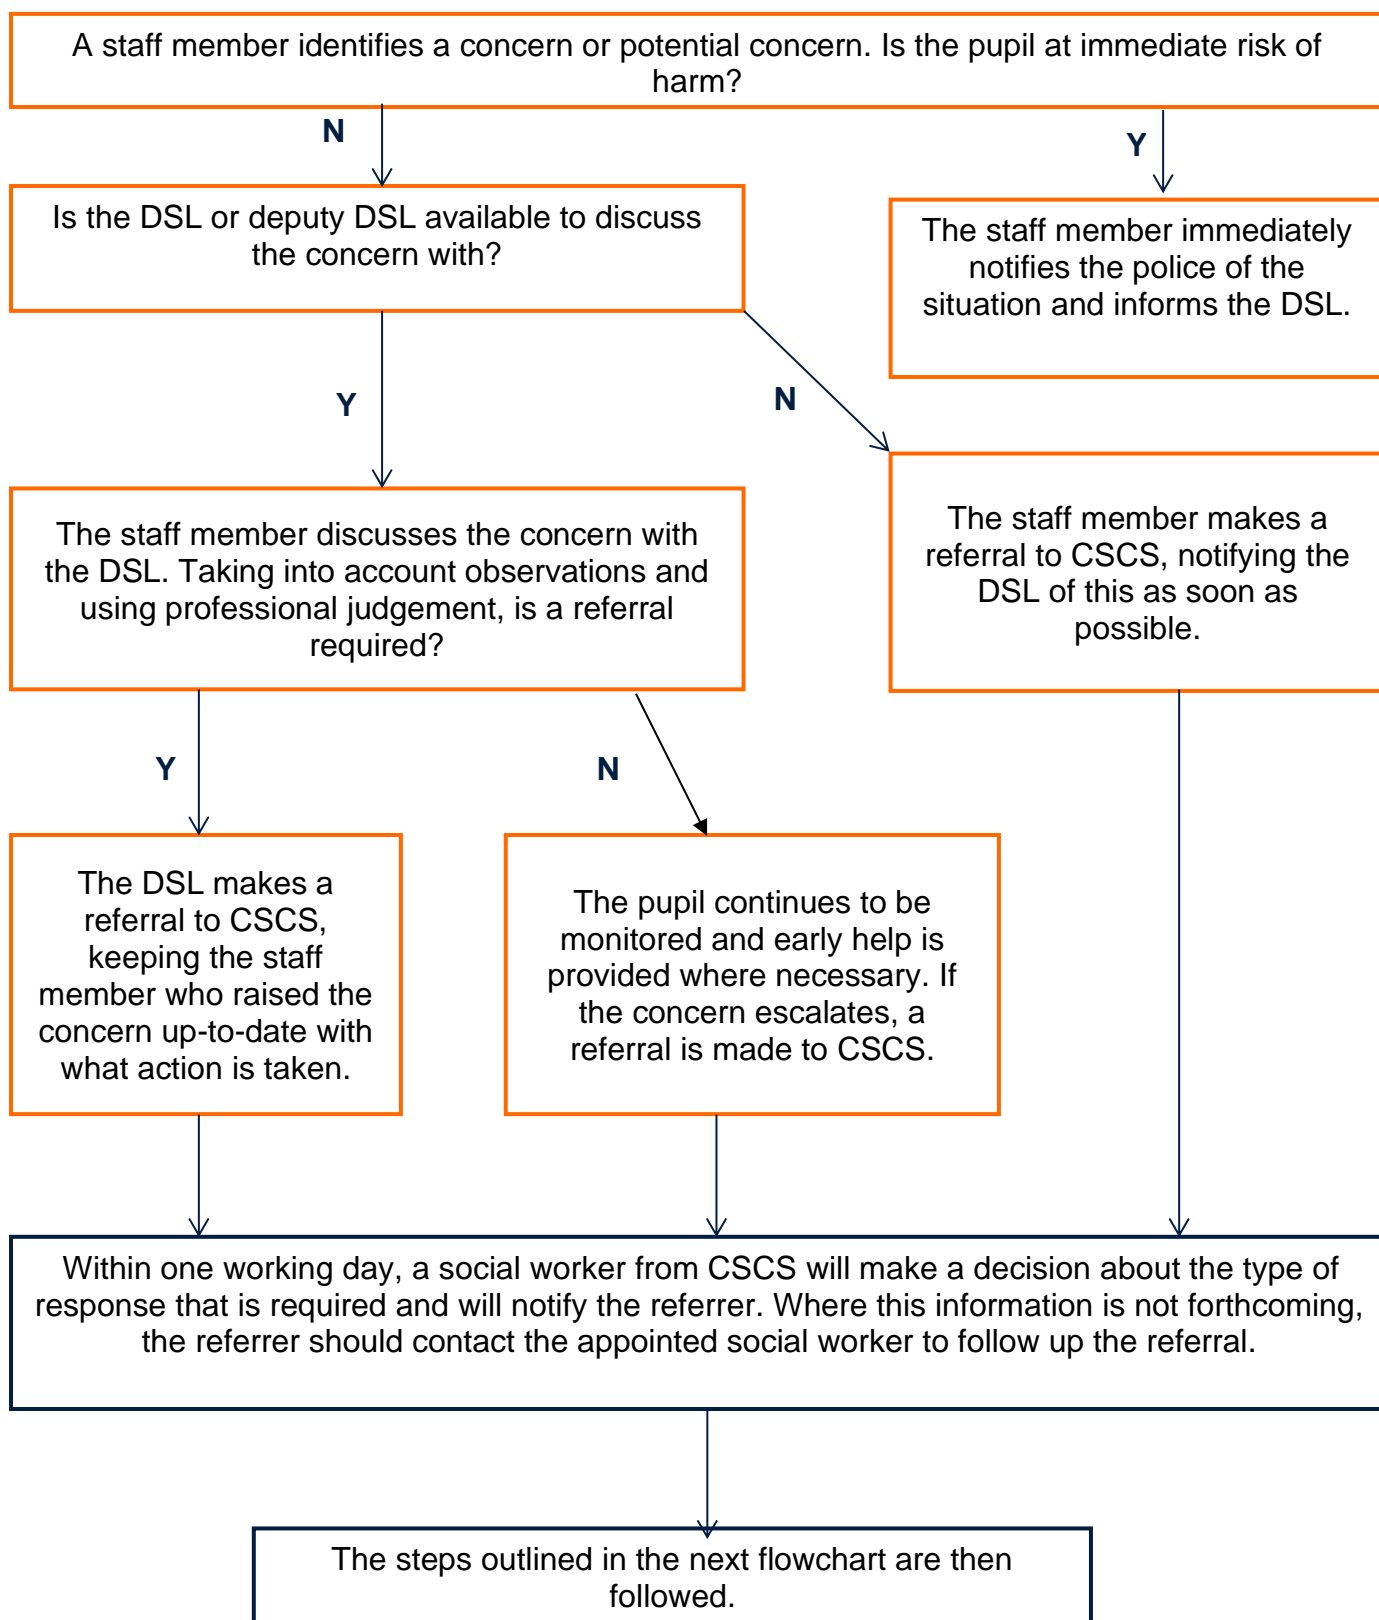 A staff member identifies a concern or potential concern. Is the pupil at immediate risk of
harm?
N
Y
Is the DSL or deputy DSL available to discuss
the concern with?
The staff member immediately
notifies the police of the
situation and informs the DSL.
Y
N
The staff member discusses the concern with
the DSL. Taking into account observations and
using professional judgement, is a referral
required?
The staff member makes a
referral to CSCS, notifying the
DSL of this as soon as
possible.
Y
N
The DSL makes a
referral to CSCS,
keeping the staff
member who raised the
concern up-to-date with
what action is taken.
The pupil continues to be
monitored and early help is
provided where necessary. If
the concern escalates, a
referral is made to CSCS.
Within one working day, a social worker from CSCS will make a decision about the type of
response that is required and will notify the referrer. Where this information is not forthcoming,
the referrer should contact the appointed social worker to follow up the referral.
The steps outlined in the next flowchart are then
followed.